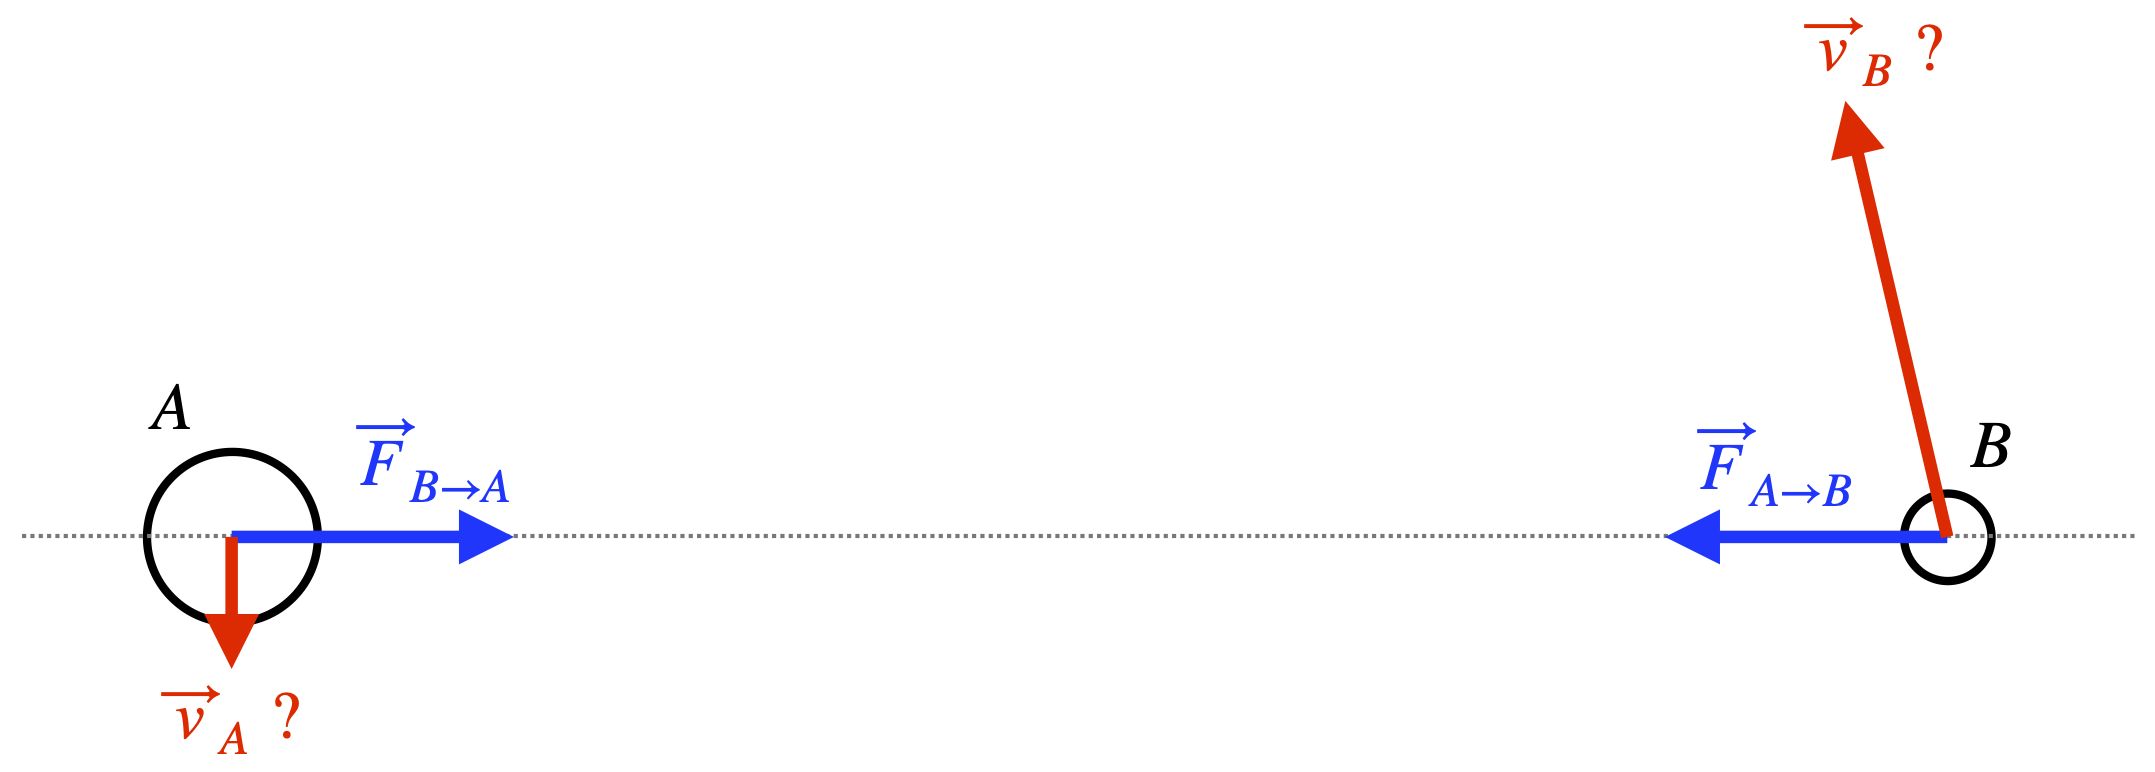 v⃗_B ?
A
F⃗_B→A
F⃗_A→B
B
v⃗_A ?